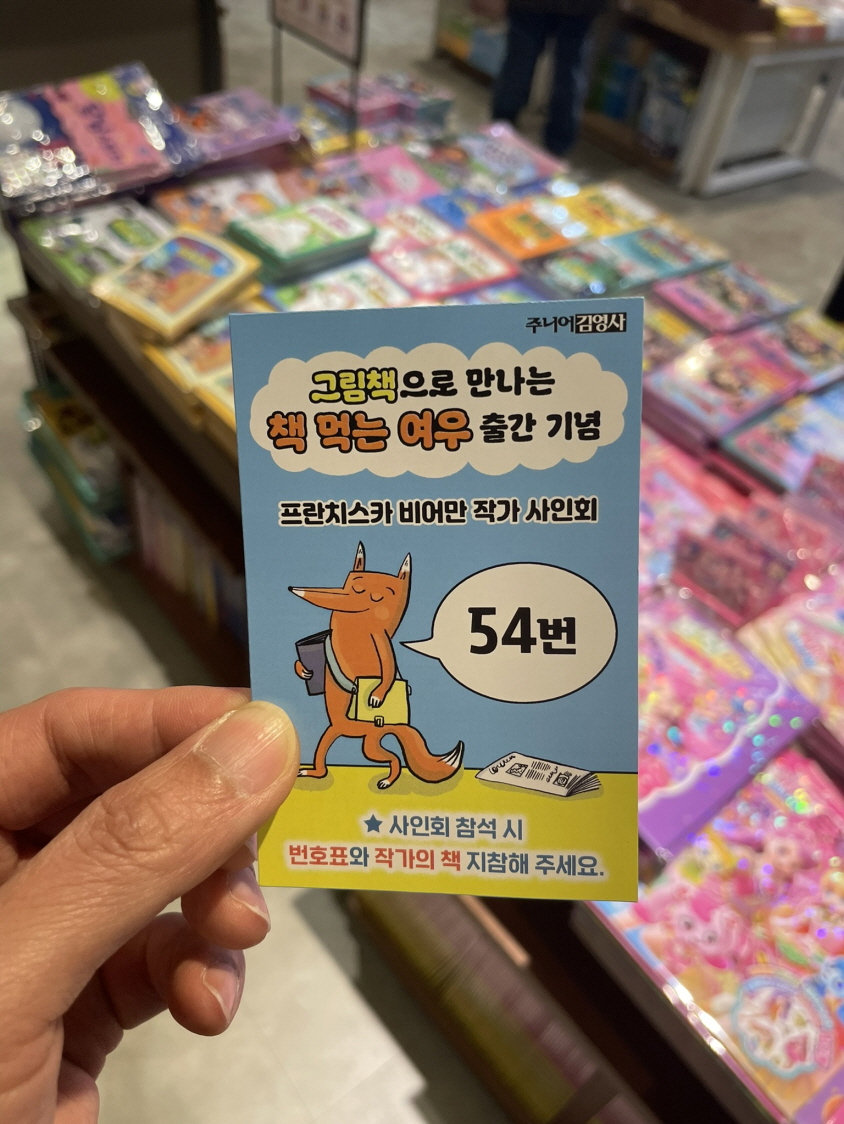 주니어김영사
그림책으로 만나는
책 먹는 여우 출간 기념
프란치스카 비어만 작가 사인회
54번
★ 사인회 참석 시
번호표와 작가의 책 지참해 주세요.